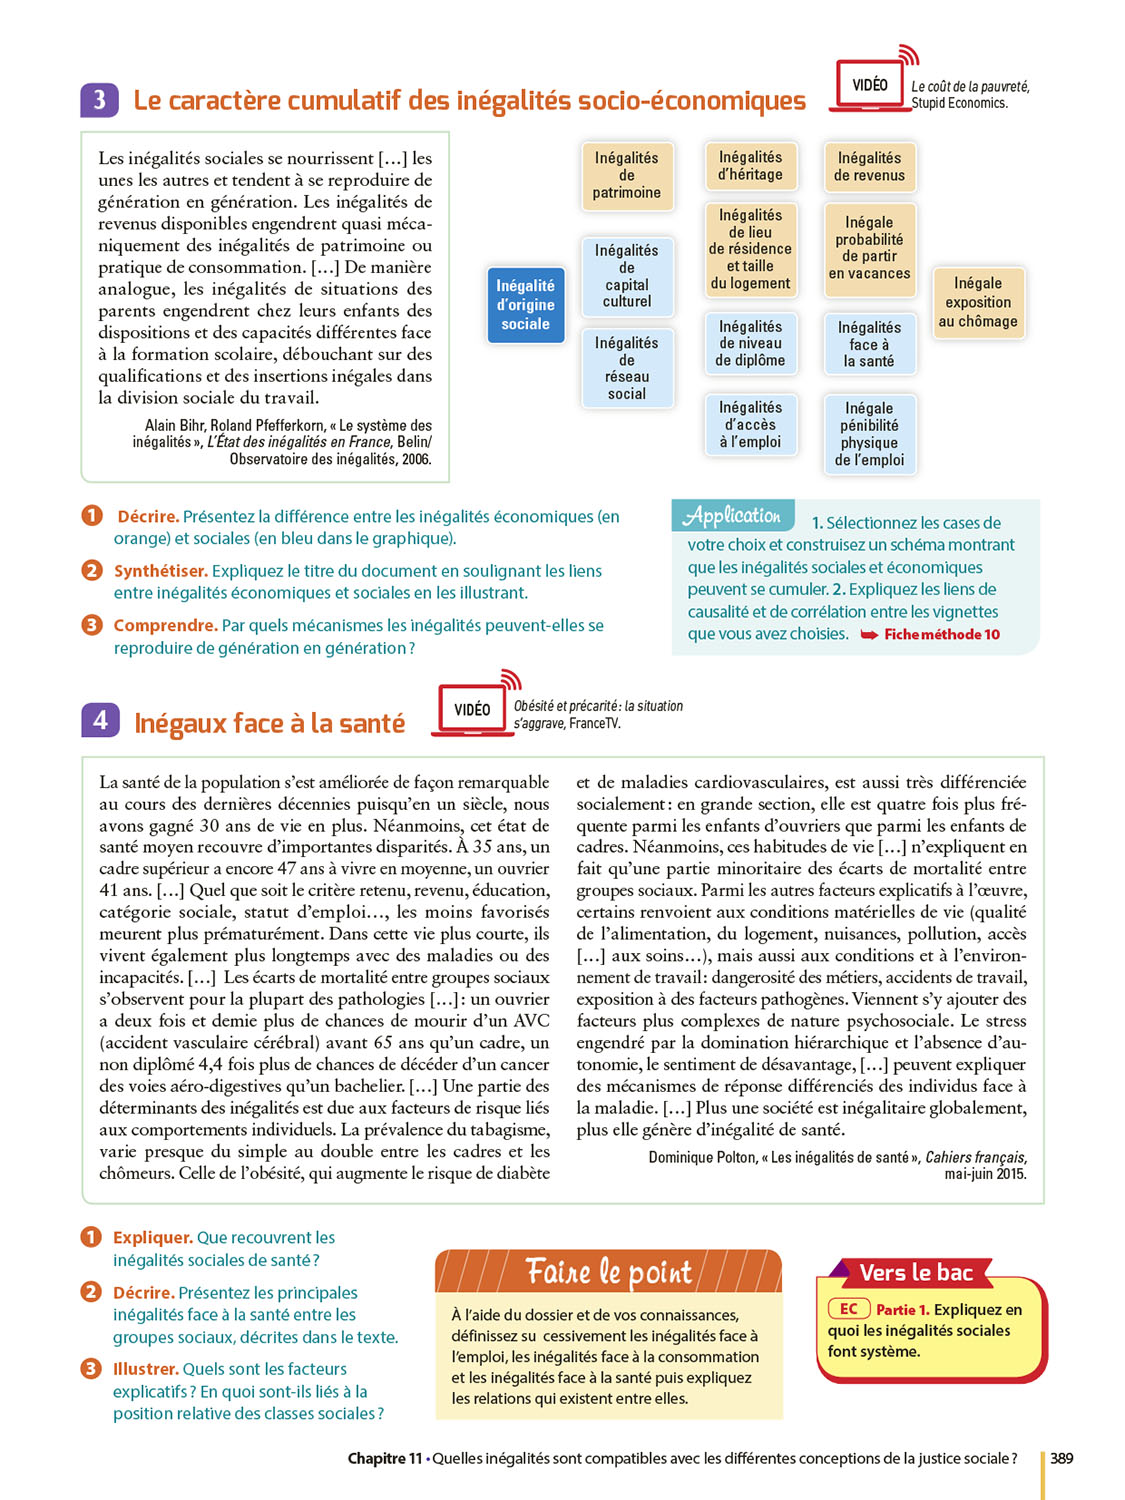 3 Le caractère cumulatif des inégalités socio-économiques
VIDÉO
Le coût de la pauvreté,
Stupid Economics.
Les inégalités sociales se nourrissent […] les
unes les autres et tendent à se reproduire de
génération en génération. Les inégalités de
revenus disponibles engendrent quasi méca-
niquement des inégalités de patrimoine ou
pratique de consommation. […] De manière
analogue, les inégalités de situations des
parents engendrent chez leurs enfants des
dispositions et des capacités différentes face
à la formation scolaire, débouchant sur des
qualifications et des insertions inégales dans
la division sociale du travail.
Alain Bihr, Roland Pfefferkorn, « Le système des
inégalités », L’État des inégalités en France, Belin/
Observatoire des inégalités, 2006.
Inégalité
d’origine
sociale
Inégalités
de
patrimoine
Inégalités
de
capital
culturel
Inégalités
de
réseau
social
Inégalités
d’héritage
Inégalités
de lieu
de résidence
et taille
du logement
Inégalités
de niveau
de diplôme
Inégalités
d’accès
à l’emploi
Inégalités
de revenus
Inégale
probabilité
de partir
en vacances
Inégalités
face à
la santé
Inégale
pénibilité
physique
de l’emploi
Inégale
exposition
au chômage
1 Décrire. Présentez la différence entre les inégalités économiques (en
orange) et sociales (en bleu dans le graphique).
2 Synthétiser. Expliquez le titre du document en soulignant les liens
entre inégalités économiques et sociales en les illustrant.
3 Comprendre. Par quels mécanismes les inégalités peuvent-elles se
reproduire de génération en génération ?
Application 1. Sélectionnez les cases de
votre choix et construisez un schéma montrant
que les inégalités sociales et économiques
peuvent se cumuler. 2. Expliquez les liens de
causalité et de corrélation entre les vignettes
que vous avez choisies. ➥ Fiche méthode 10
4 Inégaux face à la santé
VIDÉO
Obésité et précarité : la situation
s’aggrave, FranceTV.
La santé de la population s’est améliorée de façon remarquable
au cours des dernières décennies puisqu’en un siècle, nous
avons gagné 30 ans de vie en plus. Néanmoins, cet état de
santé moyen recouvre d’importantes disparités. À 35 ans, un
cadre supérieur a encore 47 ans à vivre en moyenne, un ouvrier
41 ans. […] Quel que soit le critère retenu, revenu, éducation,
catégorie sociale, statut d’emploi…, les moins favorisés
meurent plus prématurément. Dans cette vie plus courte, ils
vivent également plus longtemps avec des maladies ou des
incapacités. […] Les écarts de mortalité entre groupes sociaux
s’observent pour la plupart des pathologies […] : un ouvrier
a deux fois et demie plus de chances de mourir d’un AVC
(accident vasculaire cérébral) avant 65 ans qu’un cadre, un
non diplômé 4,4 fois plus de chances de décéder d’un cancer
des voies aéro-digestives qu’un bachelier. […] Une partie des
déterminants des inégalités est due aux facteurs de risque liés
aux comportements individuels. La prévalence du tabagisme,
varie presque du simple au double entre les cadres et les
chômeurs. Celle de l’obésité, qui augmente le risque de diabète
et de maladies cardiovasculaires, est aussi très différenciée
socialement : en grande section, elle est quatre fois plus fré-
quente parmi les enfants d’ouvriers que parmi les enfants de
cadres. Néanmoins, ces habitudes de vie […] n’expliquent en
fait qu’une partie minoritaire des écarts de mortalité entre
groupes sociaux. Parmi les autres facteurs explicatifs à l’œuvre,
certains renvoient aux conditions matérielles de vie (qualité
de l’alimentation, du logement, nuisances, pollution, accès
[…] aux soins…), mais aussi aux conditions et à l’environ-
nement de travail : dangerosité des métiers, accidents de travail,
exposition à des facteurs pathogènes. Viennent s’y ajouter des
facteurs plus complexes de nature psychosociale. Le stress
engendré par la domination hiérarchique et l’absence d’au-
tonomie, le sentiment de désavantage, […] peuvent expliquer
des mécanismes de réponse différenciés des individus face à
la maladie. […] Plus une société est inégalitaire globalement,
plus elle génère d’inégalité de santé.
Dominique Polton, « Les inégalités de santé », Cahiers français,
mai-juin 2015.
1 Expliquer. Que recouvrent les
inégalités sociales de santé ?
2 Décrire. Présentez les principales
inégalités face à la santé entre les
groupes sociaux, décrites dans le texte.
3 Illustrer. Quels sont les facteurs
explicatifs ? En quoi sont-ils liés à la
position relative des classes sociales ?
Faire le point
À l’aide du dossier et de vos connaissances,
définissez su cessivement les inégalités face à
l’emploi, les inégalités face à la consommation
et les inégalités face à la santé puis expliquez
les relations qui existent entre elles.
Vers le bac
EC Partie 1. Expliquez en
quoi les inégalités sociales
font système.
Chapitre 11 • Quelles inégalités sont compatibles avec les différentes conceptions de la justice sociale ? 389